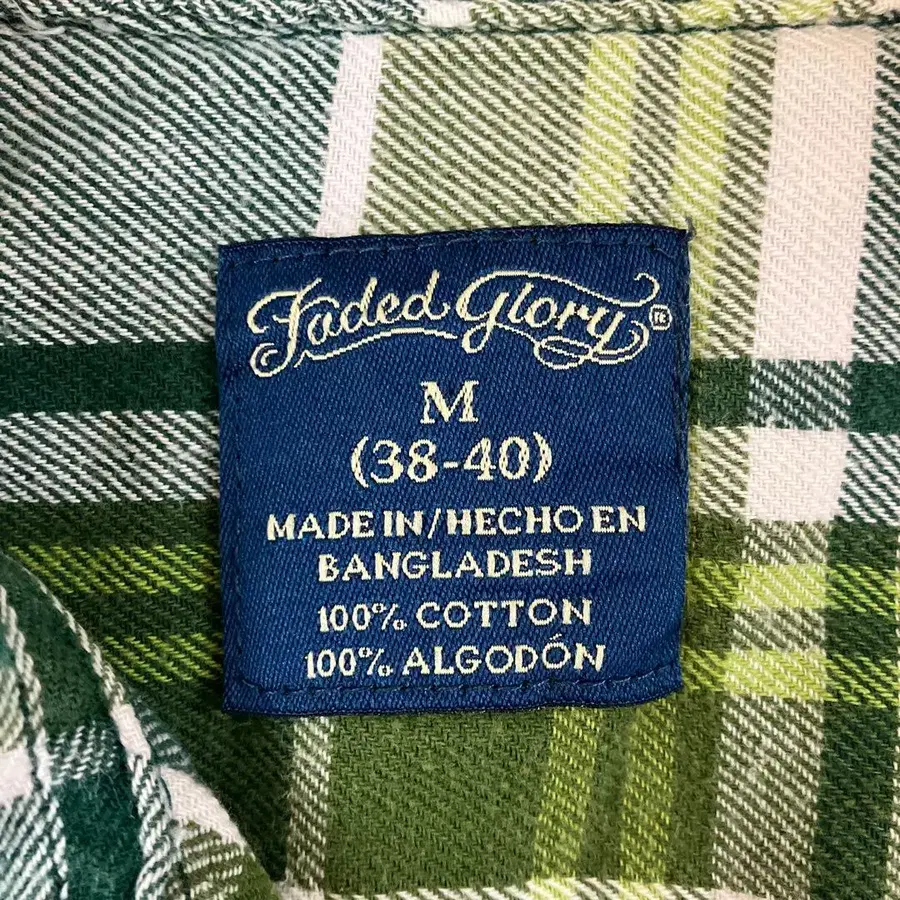 Faded Glory®
M
(38-40)
MADE IN/HECHO EN
BANGLADESH
100% COTTON
100% ALGODÓN